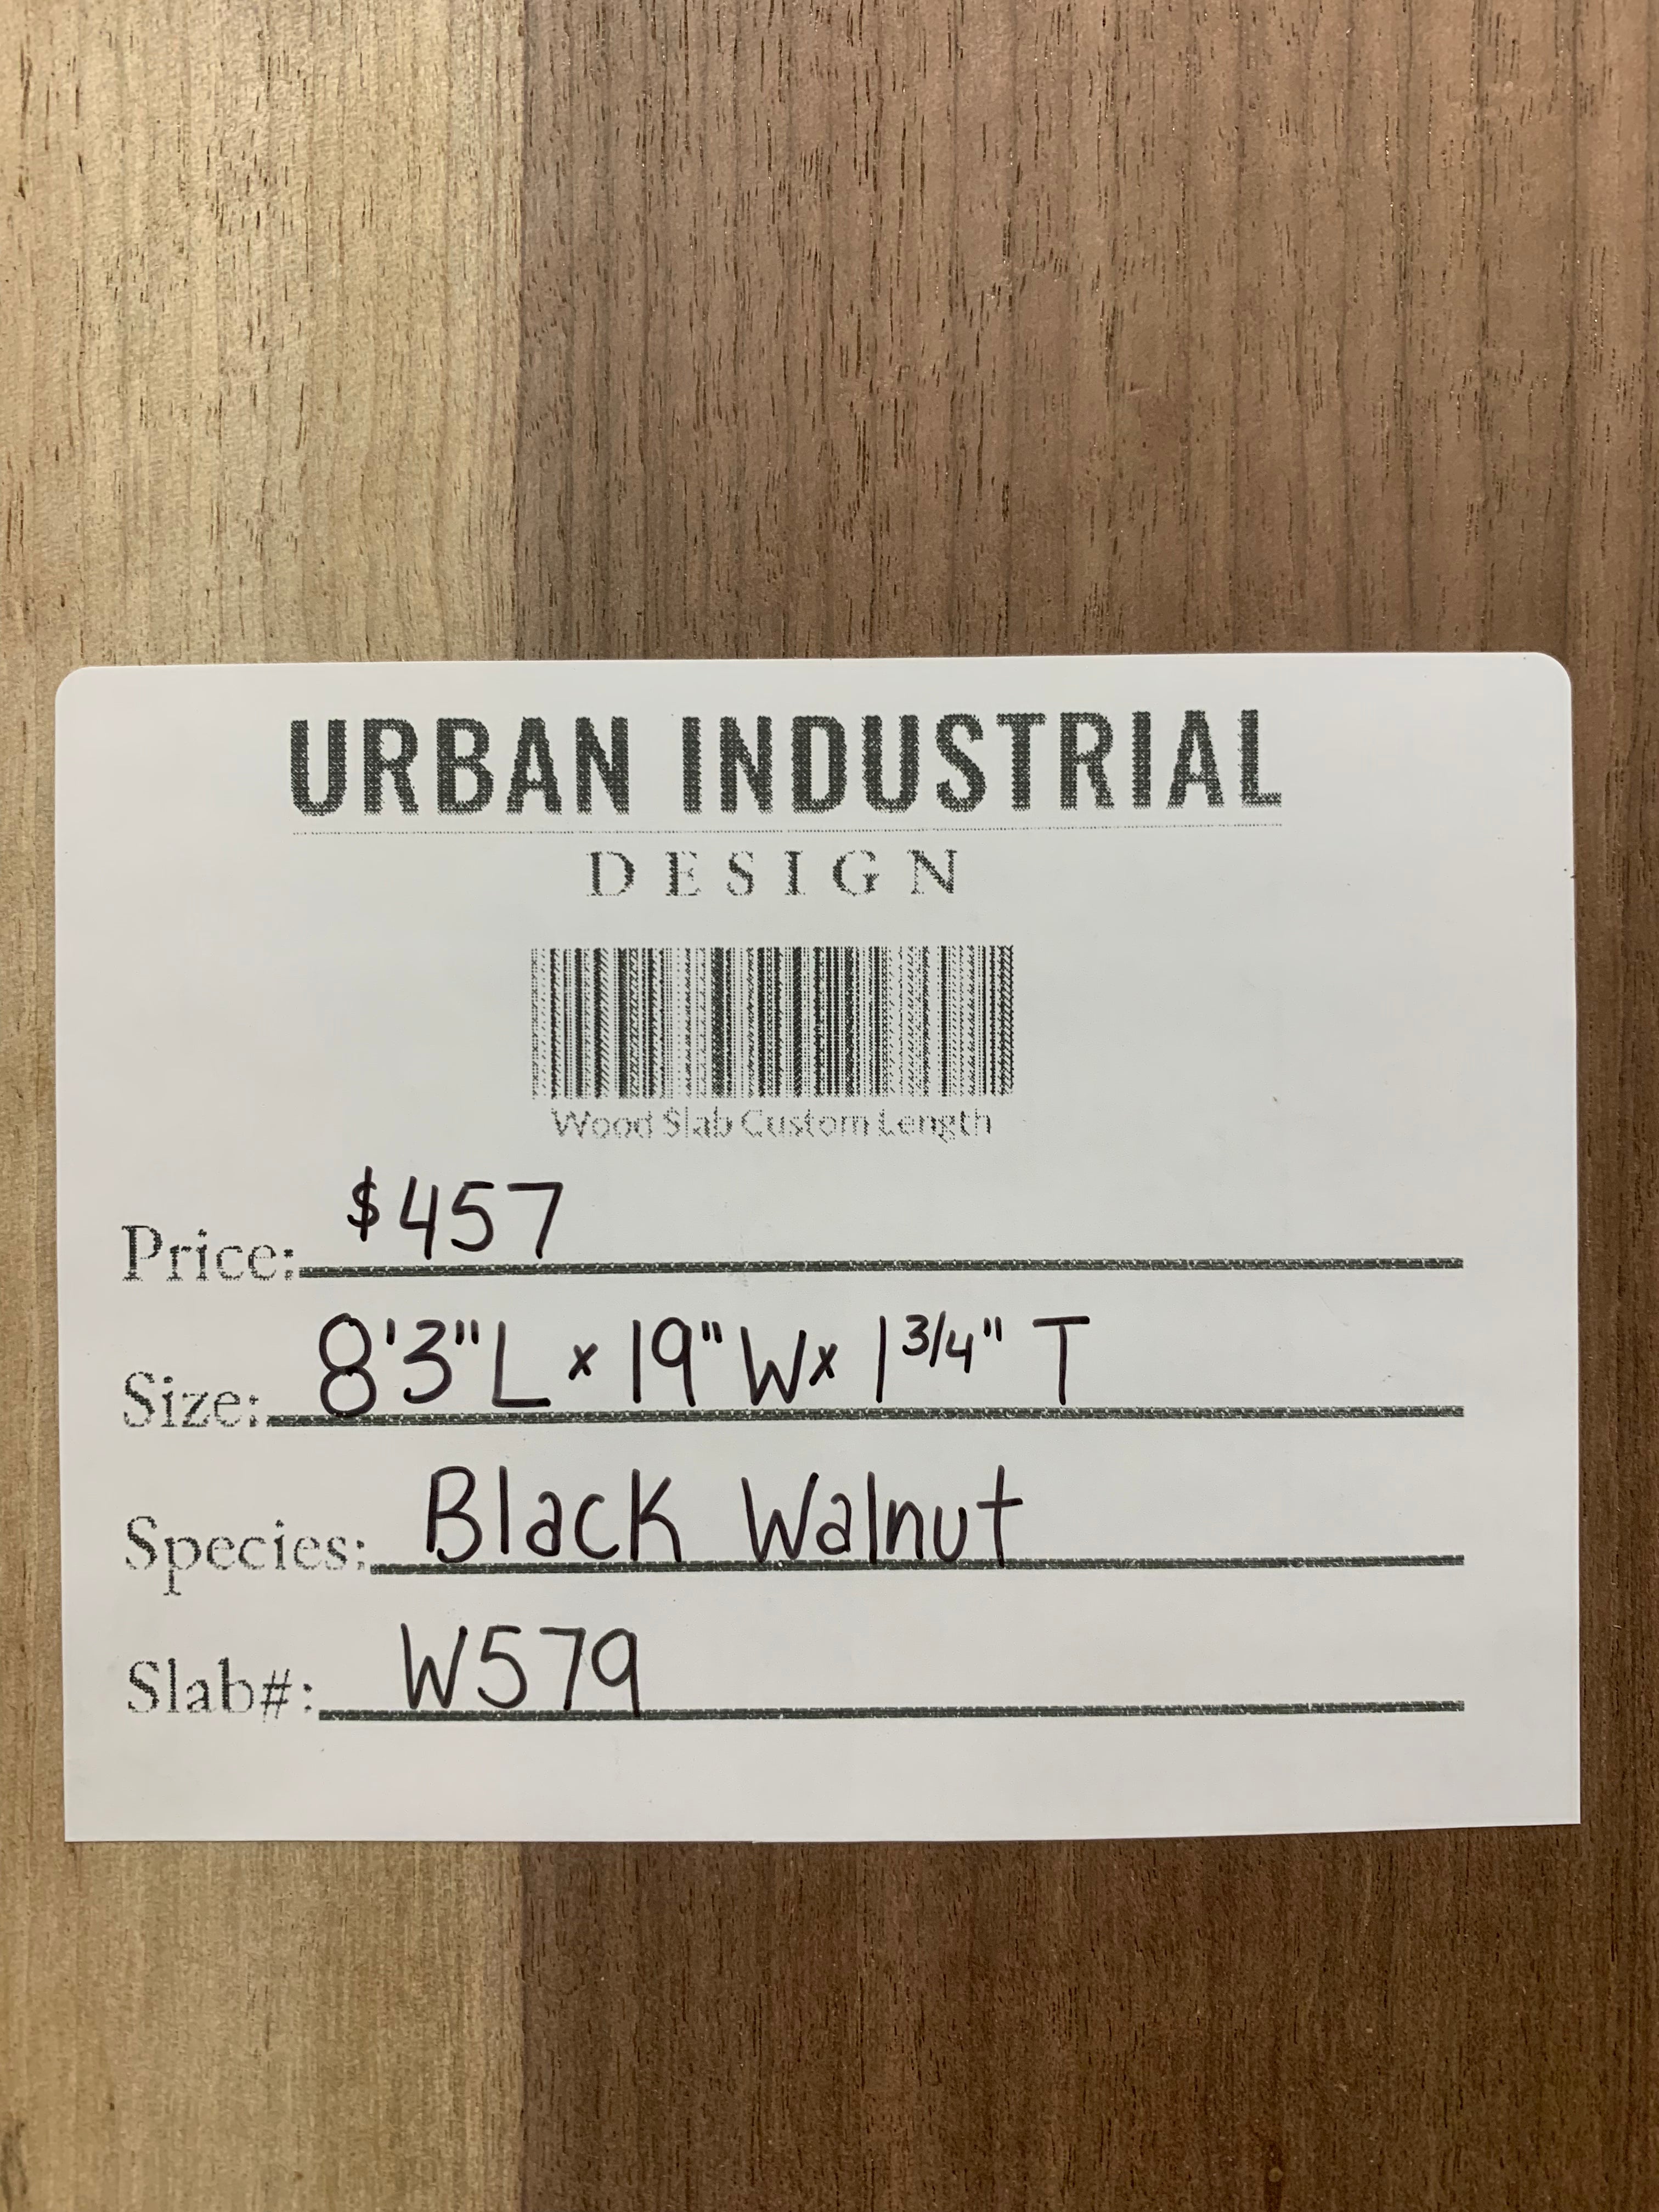 URBAN INDUSTRIAL
DESIGN
Wood Slab Custom Length
Price: $457
Size: 8'3"L x 19"W x 1 3/4" T
Species: Black Walnut
Slab#: W579